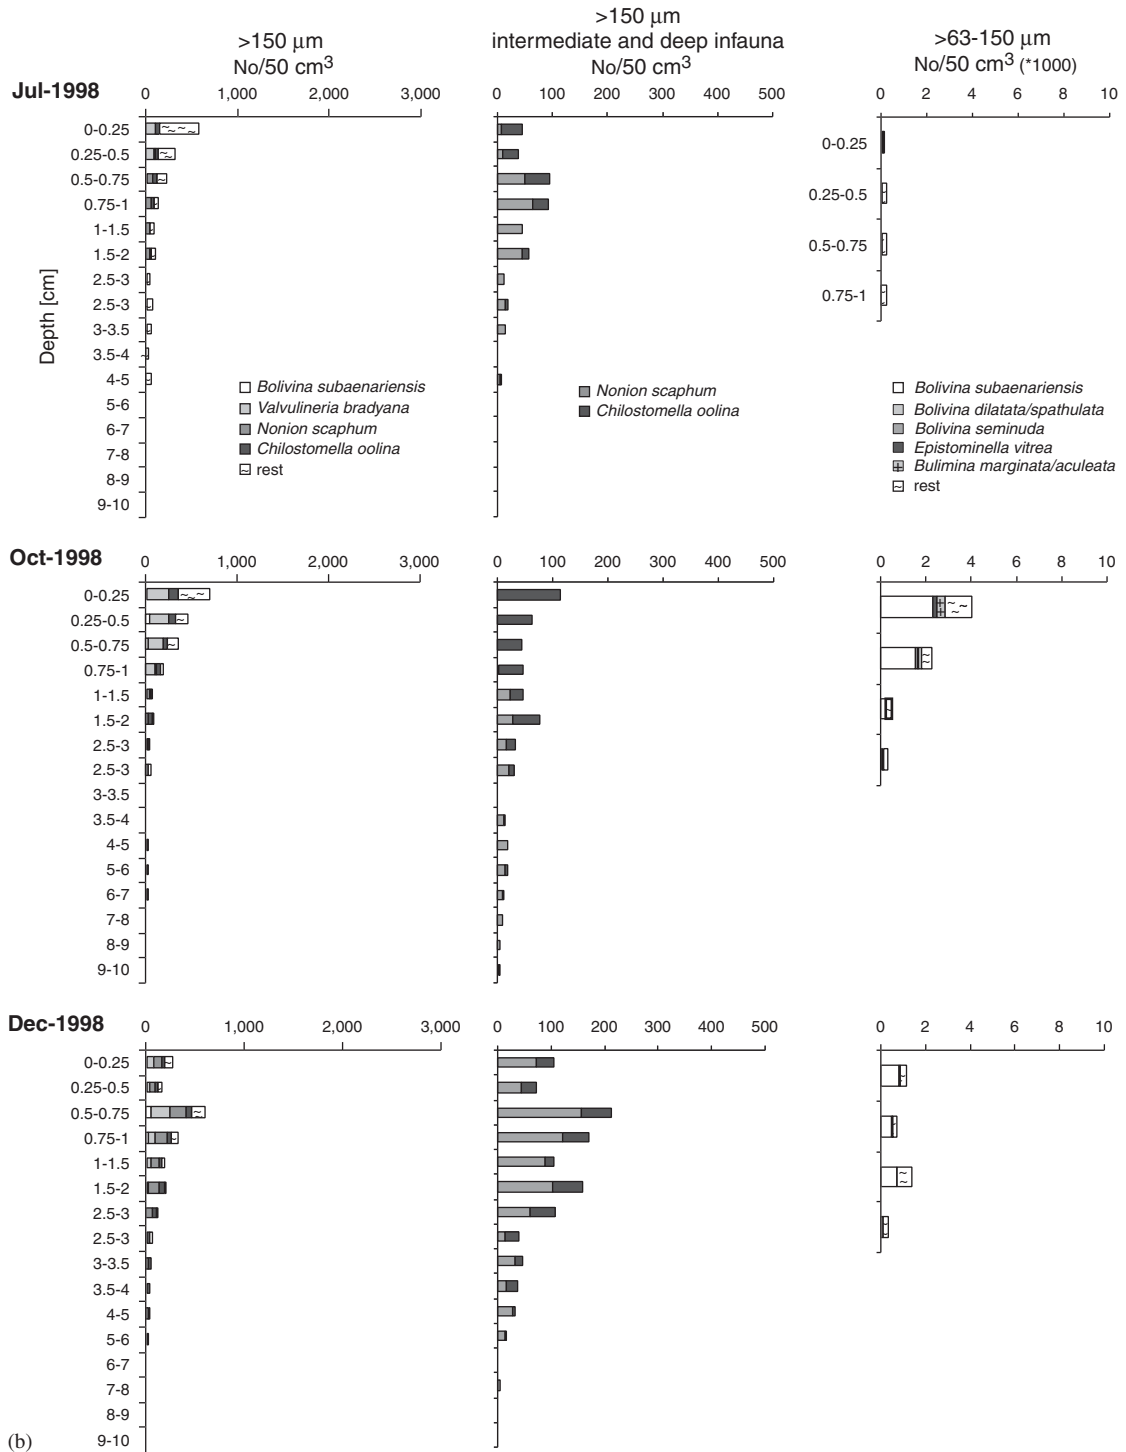 >150 µm
No/50 cm3
>150 µm
intermediate and deep infauna
No/50 cm3
>63-150 µm
No/50 cm3 (*1000)
Jul-1998
0 1,000 2,000 3,000
0 100 200 300 400 500
0 2 4 6 8 10
Depth [cm]
0-0.25
0.25-0.5
0.5-0.75
0.75-1
1-1.5
1.5-2
2.5-3
2.5-3
3-3.5
3.5-4
4-5
5-6
6-7
7-8
8-9
9-10
Bolivina subaenariensis
Valvulineria bradyana
Nonion scaphum
Chilostomella oolina
rest
Nonion scaphum
Chilostomella oolina
0-0.25
0.25-0.5
0.5-0.75
0.75-1
Bolivina subaenariensis
Bolivina dilatata/spathulata
Bolivina seminuda
Epistominella vitrea
Bulimina marginata/aculeata
rest
Oct-1998
0 1,000 2,000 3,000
0 100 200 300 400 500
0 2 4 6 8 10
0-0.25
0.25-0.5
0.5-0.75
0.75-1
1-1.5
1.5-2
2.5-3
2.5-3
3-3.5
3.5-4
4-5
5-6
6-7
7-8
8-9
9-10
Dec-1998
0 1,000 2,000 3,000
0 100 200 300 400 500
0 2 4 6 8 10
0-0.25
0.25-0.5
0.5-0.75
0.75-1
1-1.5
1.5-2
2.5-3
2.5-3
3-3.5
3.5-4
4-5
5-6
6-7
7-8
8-9
9-10
(b)